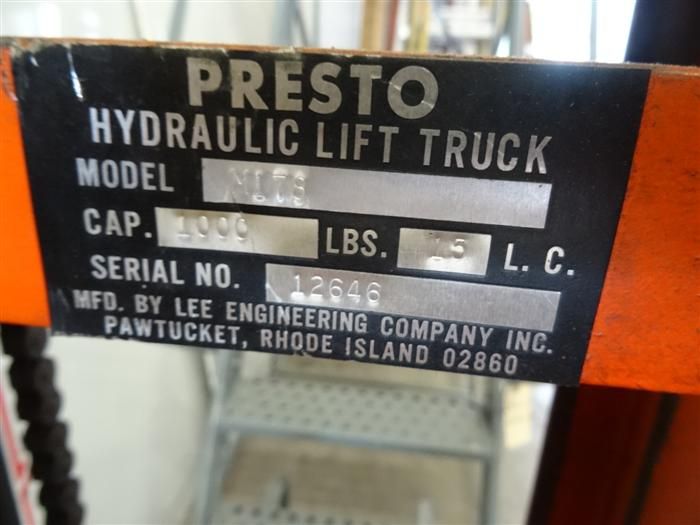 PRESTO
HYDRAULIC LIFT TRUCK
MODEL M178
CAP. 1000 LBS. 15 L. C.
SERIAL NO. 12646
MFD. BY LEE ENGINEERING COMPANY INC.
PAWTUCKET, RHODE ISLAND 02860